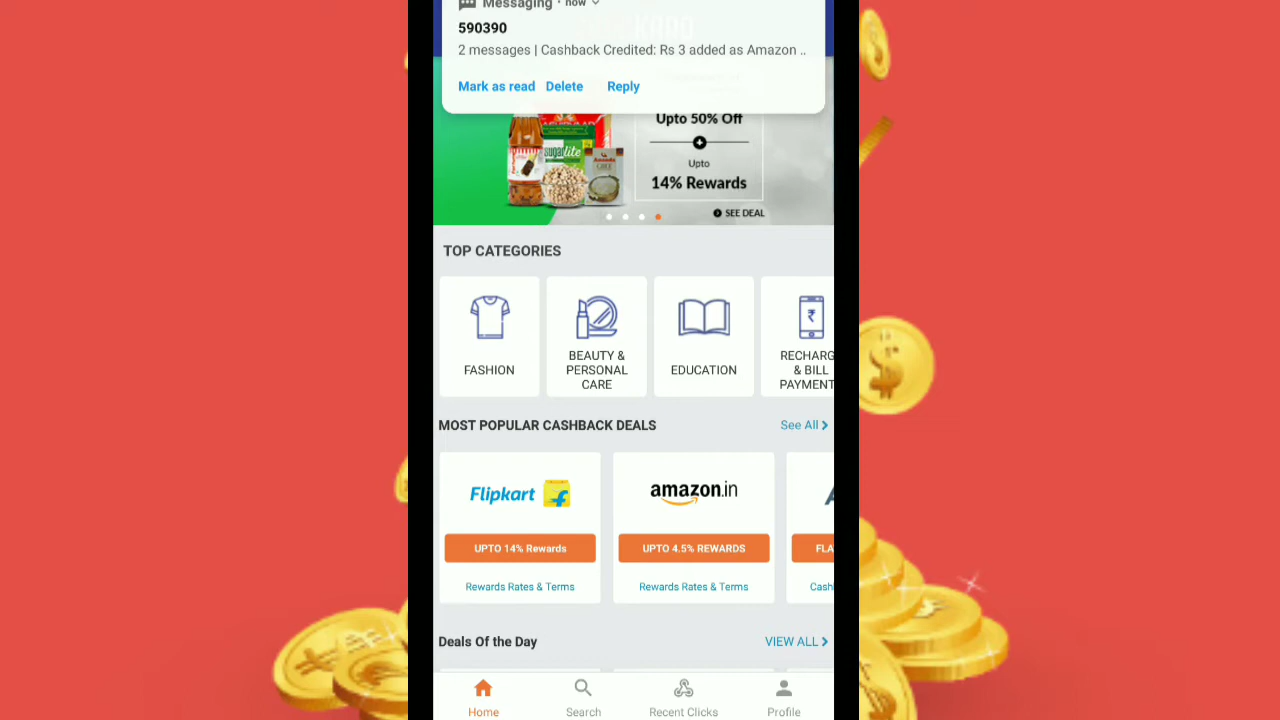 Messaging · now
590390
2 messages | Cashback Credited: Rs 3 added as Amazon ..
Mark as read Delete Reply
Upto 50% Off
Upto
14% Rewards
SEE DEAL
sugarlite
TOP CATEGORIES
FASHION
BEAUTY &
PERSONAL
CARE
EDUCATION
RECHARG
& BILL
PAYMENT
MOST POPULAR CASHBACK DEALS
See All
Flipkart
amazon.in
UPTO 14% Rewards
UPTO 4.5% REWARDS
FLA
Rewards Rates & Terms
Rewards Rates & Terms
Cash
Deals Of the Day
VIEW ALL
Home
Search
Recent Clicks
Profile